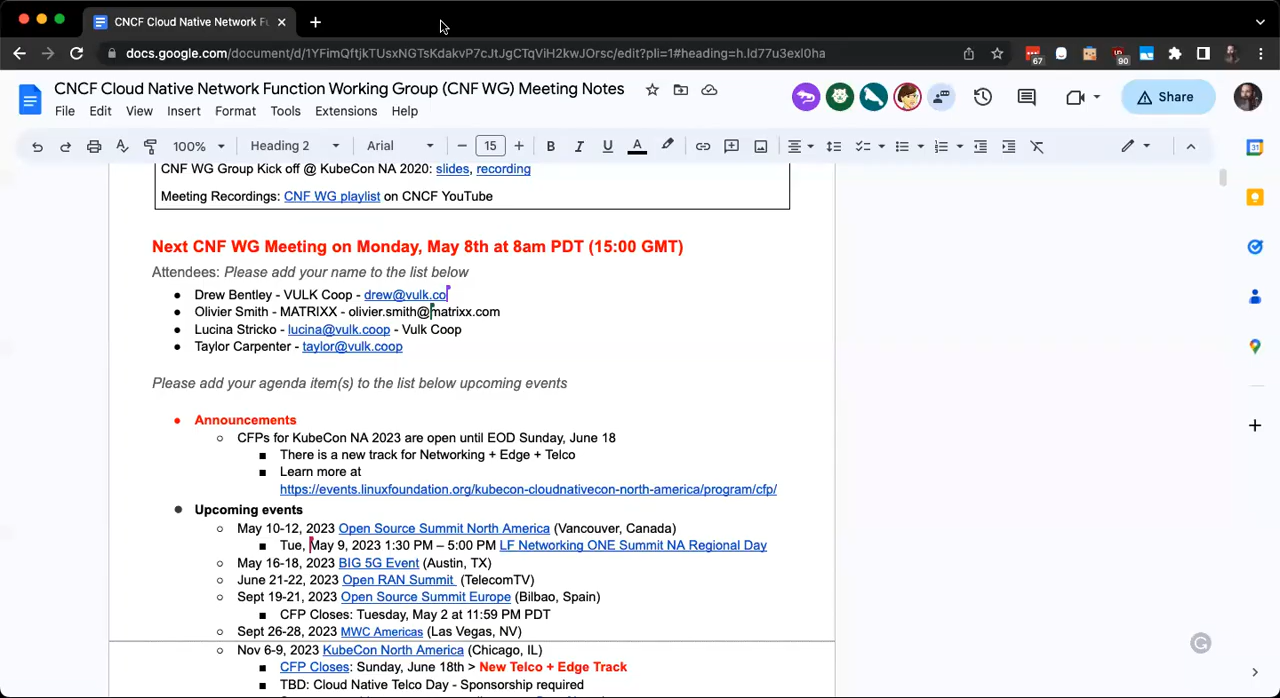 CNCF Cloud Native Network F
docs.google.com/document/d/1YFimQftjkTUsxNGTsKdakvP7cJtJgCTqViH2kwJOrsc/edit?pli=1#heading=h.ld77u3exl0ha
67
90
CNCF Cloud Native Network Function Working Group (CNF WG) Meeting Notes
File Edit View Insert Format Tools Extensions Help
Share
100% Heading 2 Arial 15 B I U A
CNF WG Group Kick off @ KubeCon NA 2020: slides, recording
Meeting Recordings: CNF WG playlist on CNCF YouTube
Next CNF WG Meeting on Monday, May 8th at 8am PDT (15:00 GMT)
Attendees: Please add your name to the list below
Drew Bentley - VULK Coop - drew@vulk.co
Olivier Smith - MATRIXX - olivier.smith@matrixx.com
Lucina Stricko - lucina@vulk.coop - Vulk Coop
Taylor Carpenter - taylor@vulk.coop
Please add your agenda item(s) to the list below upcoming events
Announcements
CFPs for KubeCon NA 2023 are open until EOD Sunday, June 18
There is a new track for Networking + Edge + Telco
Learn more at
https://events.linuxfoundation.org/kubecon-cloudnativecon-north-america/program/cfp/
Upcoming events
May 10-12, 2023 Open Source Summit North America (Vancouver, Canada)
Tue, May 9, 2023 1:30 PM – 5:00 PM LF Networking ONE Summit NA Regional Day
May 16-18, 2023 BIG 5G Event (Austin, TX)
June 21-22, 2023 Open RAN Summit (TelecomTV)
Sept 19-21, 2023 Open Source Summit Europe (Bilbao, Spain)
CFP Closes: Tuesday, May 2 at 11:59 PM PDT
Sept 26-28, 2023 MWC Americas (Las Vegas, NV)
Nov 6-9, 2023 KubeCon North America (Chicago, IL)
CFP Closes: Sunday, June 18th > New Telco + Edge Track
TBD: Cloud Native Telco Day - Sponsorship required